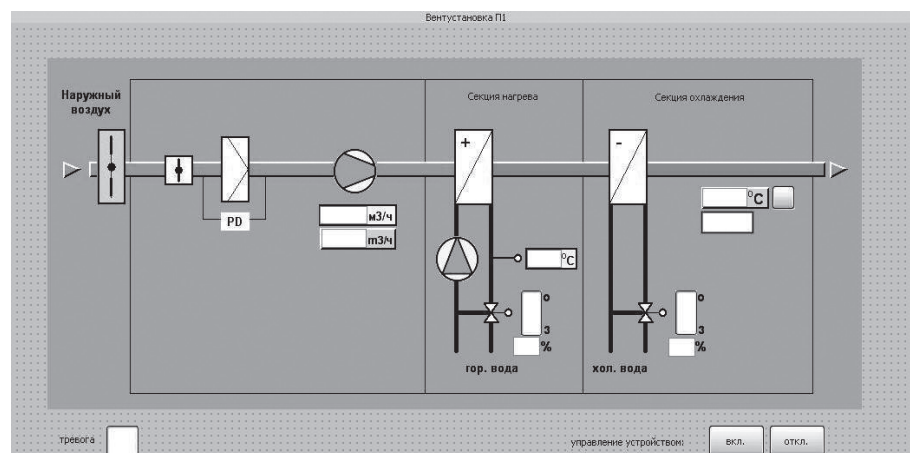 Вентустановка П1
Наружный
воздух
Секция нагрева
Секция охлаждения
+
-
PD
м3/ч
m3/ч
°C
°C
о
з
%
о
з
%
гор. вода
хол. вода
тревога
управление устройством:
вкл.
откл.